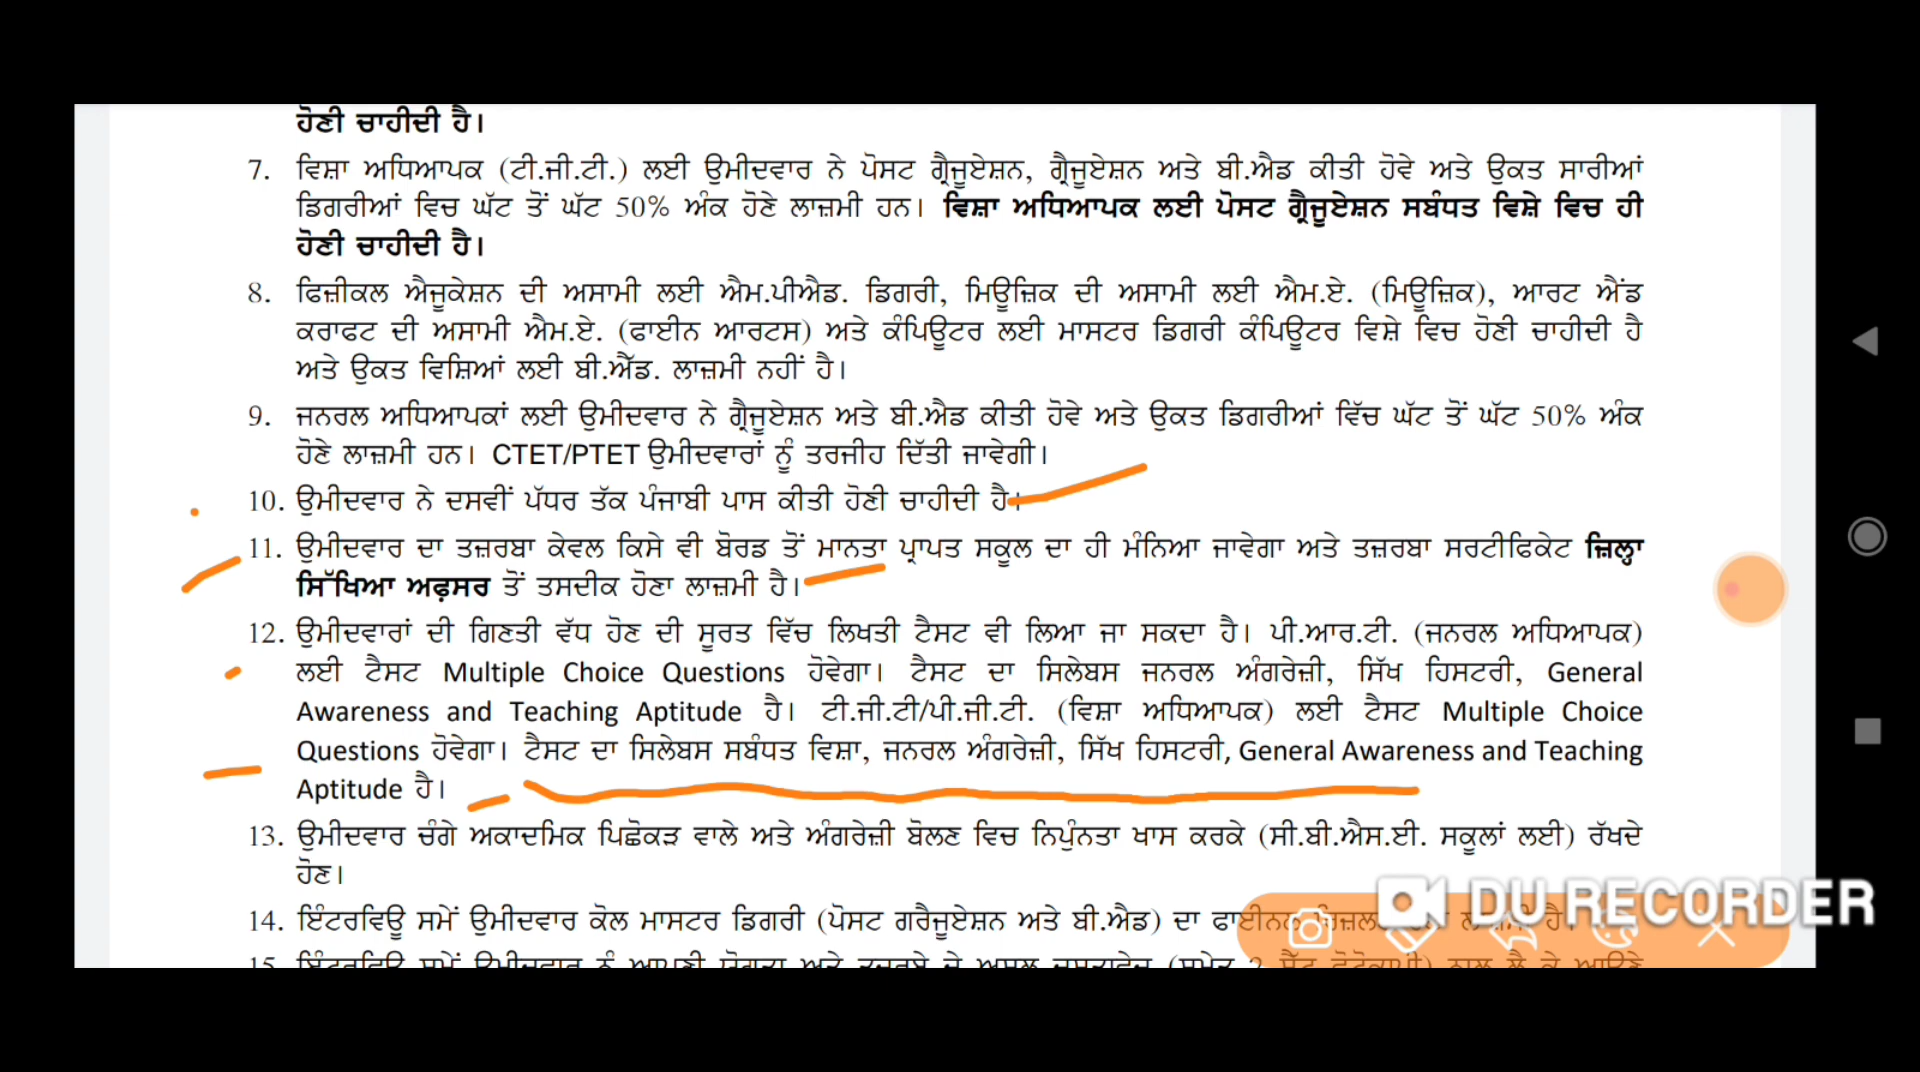 ਹੋਣੀ ਚਾਹੀਦੀ ਹੈ।
7. ਵਿਸ਼ਾ ਅਧਿਆਪਕ (ਟੀ.ਜੀ.ਟੀ.) ਲਈ ਉਮੀਦਵਾਰ ਨੇ ਪੋਸਟ ਗ੍ਰੈਜੂਏਸ਼ਨ, ਗ੍ਰੈਜੂਏਸ਼ਨ ਅਤੇ ਬੀ.ਐਡ ਕੀਤੀ ਹੋਵੇ ਅਤੇ ਉਕਤ ਸਾਰੀਆਂ
ਡਿਗਰੀਆਂ ਵਿਚ ਘੱਟ ਤੋਂ ਘੱਟ 50% ਅੰਕ ਹੋਣੇ ਲਾਜ਼ਮੀ ਹਨ। ਵਿਸ਼ਾ ਅਧਿਆਪਕ ਲਈ ਪੋਸਟ ਗ੍ਰੈਜੂਏਸ਼ਨ ਸਬੰਧਤ ਵਿਸ਼ੇ ਵਿਚ ਹੀ
ਹੋਣੀ ਚਾਹੀਦੀ ਹੈ।
8. ਫਿਜ਼ੀਕਲ ਐਜੂਕੇਸ਼ਨ ਦੀ ਅਸਾਮੀ ਲਈ ਐਮ.ਪੀਐਡ. ਡਿਗਰੀ, ਮਿਊਜ਼ਿਕ ਦੀ ਅਸਾਮੀ ਲਈ ਐਮ.ਏ. (ਮਿਊਜ਼ਿਕ), ਆਰਟ ਐਂਡ
ਕਰਾਫਟ ਦੀ ਅਸਾਮੀ ਐਮ.ਏ. (ਫਾਈਨ ਆਰਟਸ) ਅਤੇ ਕੰਪਿਊਟਰ ਲਈ ਮਾਸਟਰ ਡਿਗਰੀ ਕੰਪਿਊਟਰ ਵਿਸ਼ੇ ਵਿਚ ਹੋਣੀ ਚਾਹੀਦੀ ਹੈ
ਅਤੇ ਉਕਤ ਵਿਸ਼ਿਆਂ ਲਈ ਬੀ.ਐੱਡ. ਲਾਜ਼ਮੀ ਨਹੀਂ ਹੈ।
9. ਜਨਰਲ ਅਧਿਆਪਕਾਂ ਲਈ ਉਮੀਦਵਾਰ ਨੇ ਗ੍ਰੈਜੂਏਸ਼ਨ ਅਤੇ ਬੀ.ਐਡ ਕੀਤੀ ਹੋਵੇ ਅਤੇ ਉਕਤ ਡਿਗਰੀਆਂ ਵਿੱਚ ਘੱਟ ਤੋਂ ਘੱਟ 50% ਅੰਕ
ਹੋਣੇ ਲਾਜ਼ਮੀ ਹਨ। CTET/PTET ਉਮੀਦਵਾਰਾਂ ਨੂੰ ਤਰਜੀਹ ਦਿੱਤੀ ਜਾਵੇਗੀ।
10. ਉਮੀਦਵਾਰ ਨੇ ਦਸਵੀਂ ਪੱਧਰ ਤੱਕ ਪੰਜਾਬੀ ਪਾਸ ਕੀਤੀ ਹੋਣੀ ਚਾਹੀਦੀ ਹੈ।
11. ਉਮੀਦਵਾਰ ਦਾ ਤਜ਼ਰਬਾ ਕੇਵਲ ਕਿਸੇ ਵੀ ਬੋਰਡ ਤੋਂ ਮਾਨਤਾ ਪ੍ਰਾਪਤ ਸਕੂਲ ਦਾ ਹੀ ਮੰਨਿਆ ਜਾਵੇਗਾ ਅਤੇ ਤਜ਼ਰਬਾ ਸਰਟੀਫਿਕੇਟ ਜ਼ਿਲ੍ਹਾ
ਸਿੱਖਿਆ ਅਫ਼ਸਰ ਤੋਂ ਤਸਦੀਕ ਹੋਣਾ ਲਾਜ਼ਮੀ ਹੈ।
12. ਉਮੀਦਵਾਰਾਂ ਦੀ ਗਿਣਤੀ ਵੱਧ ਹੋਣ ਦੀ ਸੂਰਤ ਵਿੱਚ ਲਿਖਤੀ ਟੈਸਟ ਵੀ ਲਿਆ ਜਾ ਸਕਦਾ ਹੈ। ਪੀ.ਆਰ.ਟੀ. (ਜਨਰਲ ਅਧਿਆਪਕ)
ਲਈ ਟੈਸਟ Multiple Choice Questions ਹੋਵੇਗਾ। ਟੈਸਟ ਦਾ ਸਿਲੇਬਸ ਜਨਰਲ ਅੰਗਰੇਜ਼ੀ, ਸਿੱਖ ਹਿਸਟਰੀ, General
Awareness and Teaching Aptitude ਹੈ। ਟੀ.ਜੀ.ਟੀ/ਪੀ.ਜੀ.ਟੀ. (ਵਿਸ਼ਾ ਅਧਿਆਪਕ) ਲਈ ਟੈਸਟ Multiple Choice
Questions ਹੋਵੇਗਾ। ਟੈਸਟ ਦਾ ਸਿਲੇਬਸ ਸਬੰਧਤ ਵਿਸ਼ਾ, ਜਨਰਲ ਅੰਗਰੇਜ਼ੀ, ਸਿੱਖ ਹਿਸਟਰੀ, General Awareness and Teaching
Aptitude ਹੈ।
13. ਉਮੀਦਵਾਰ ਚੰਗੇ ਅਕਾਦਮਿਕ ਪਿਛੋਕੜ ਵਾਲੇ ਅਤੇ ਅੰਗਰੇਜ਼ੀ ਬੋਲਣ ਵਿਚ ਨਿਪੁੰਨਤਾ ਖਾਸ ਕਰਕੇ (ਸੀ.ਬੀ.ਐਸ.ਈ. ਸਕੂਲਾਂ ਲਈ) ਰੱਖਦੇ
ਹੋਣ।
14. ਇੰਟਰਵਿਊ ਸਮੇਂ ਉਮੀਦਵਾਰ ਕੋਲ ਮਾਸਟਰ ਡਿਗਰੀ (ਪੋਸਟ ਗਰੈਜੂਏਸ਼ਨ ਅਤੇ ਬੀ.ਐਡ) ਦਾ ਫਾਈਨਲ
DU RECORDER